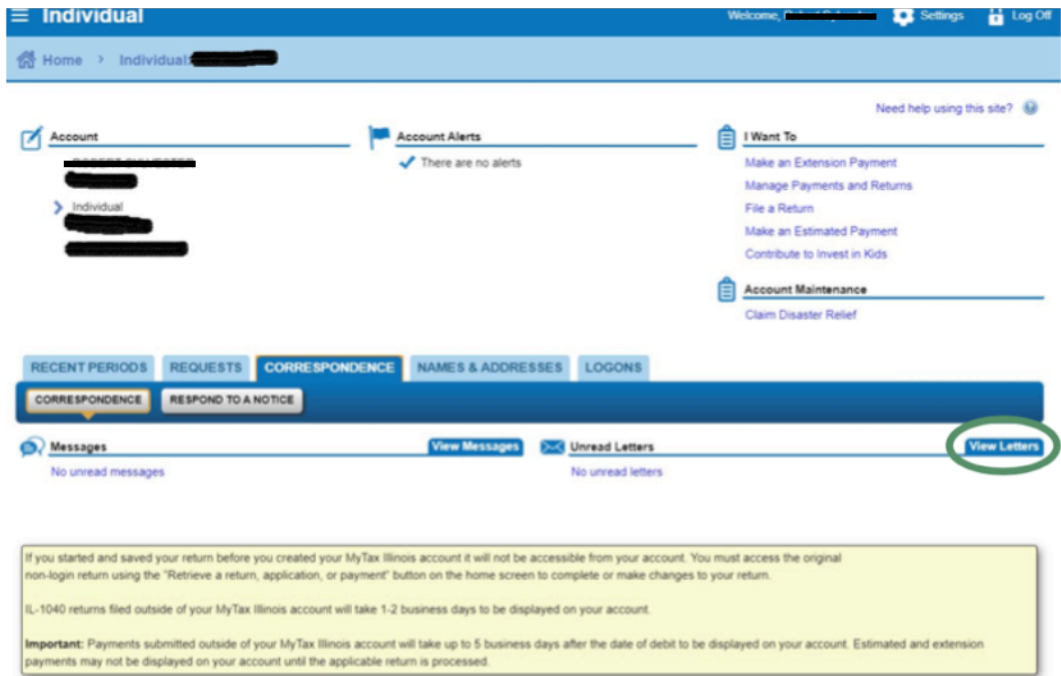 Individual
Welcome,
Settings
Log Off
Home > Individual:
Need help using this site?
Account
Account Alerts
I Want To
There are no alerts
Make an Extension Payment
Manage Payments and Returns
Individual
File a Return
Make an Estimated Payment
Contribute to Invest in Kids
Account Maintenance
Claim Disaster Relief
RECENT PERIODS REQUESTS CORRESPONDENCE NAMES & ADDRESSES LOGONS
CORRESPONDENCE RESPOND TO A NOTICE
Messages View Messages
Unread Letters View Letters
No unread messages
No unread letters
If you started and saved your return before you created your MyTax Illinois account it will not be accessible from your account. You must access the original
non-login return using the "Retrieve a return, application, or payment" button on the home screen to complete or make changes to your return.
IL-1040 returns filed outside of your MyTax Illinois account will take 1-2 business days to be displayed on your account.
Important: Payments submitted outside of your MyTax Illinois account will take up to 5 business days after the date of debit to be displayed on your account. Estimated and extension
payments may not be displayed on your account until the applicable return is processed.